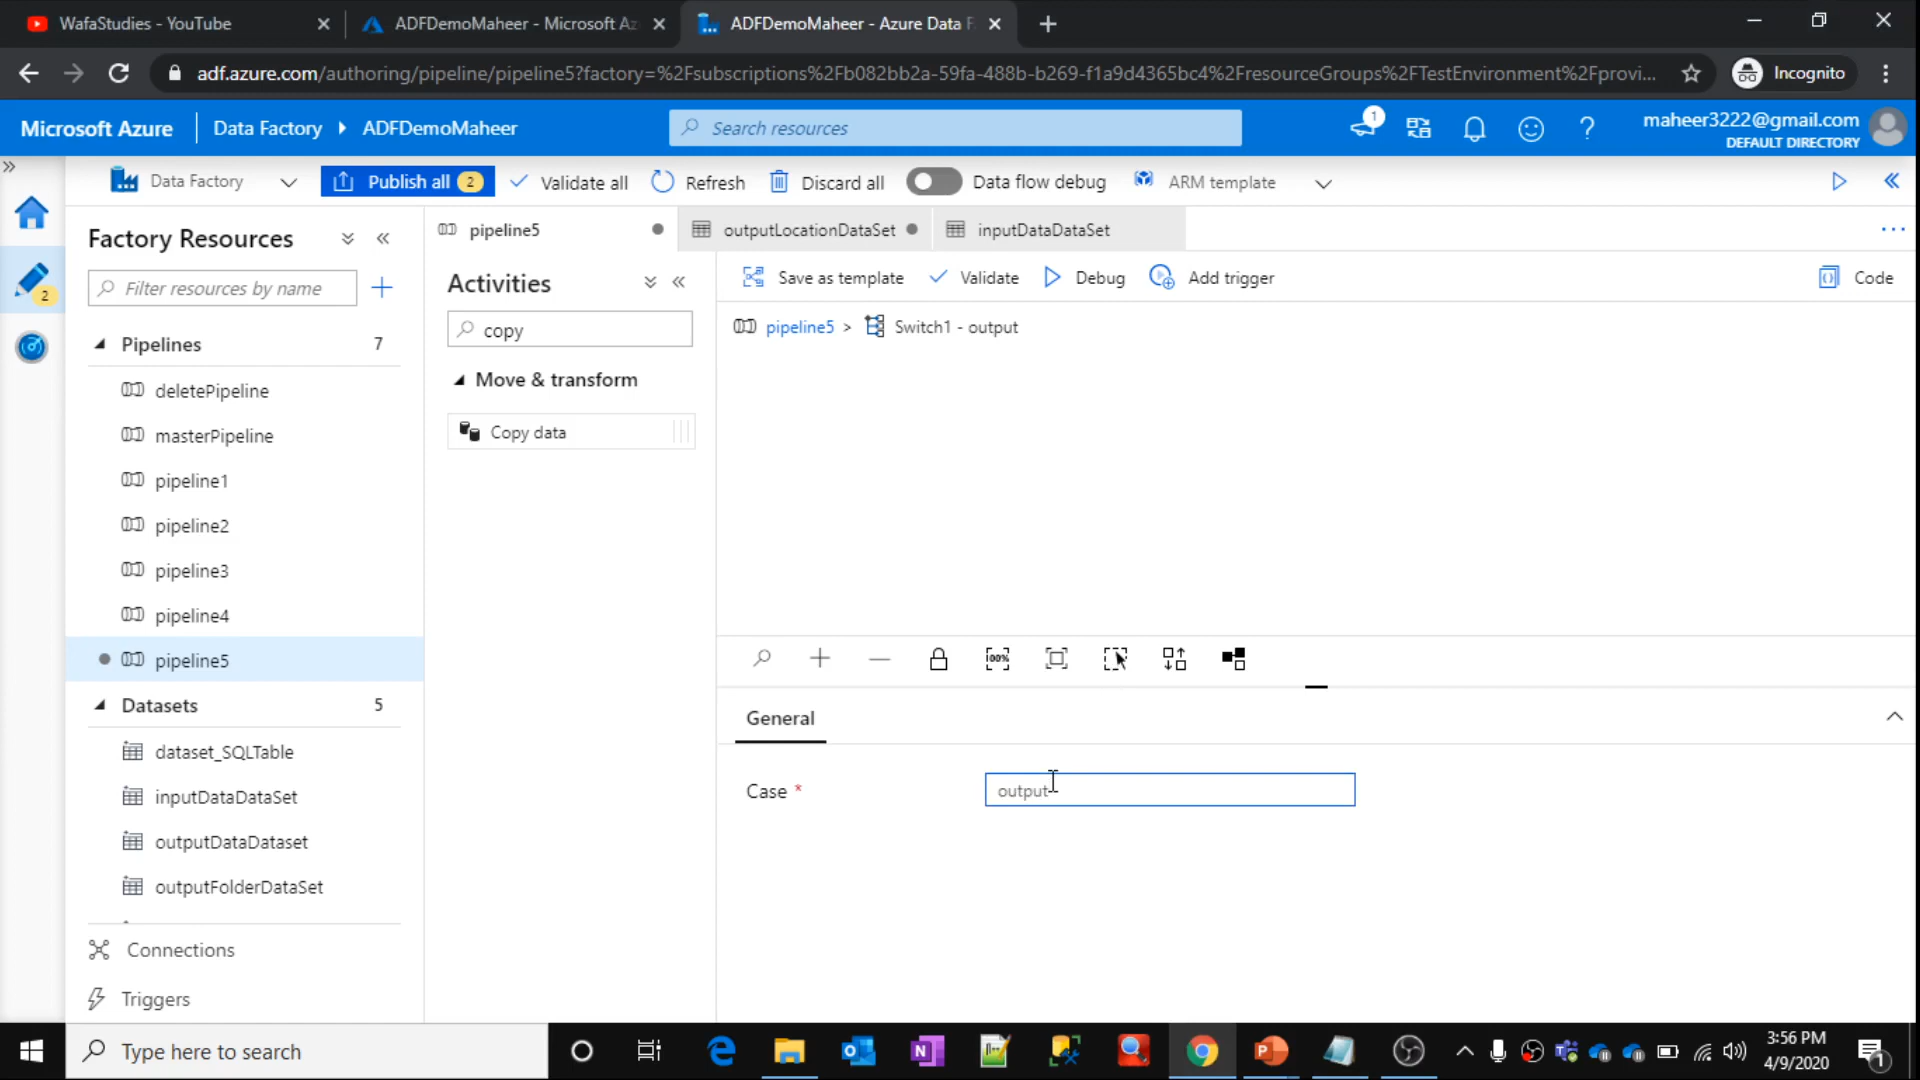 WafaStudies - YouTube
ADFDemoMaheer - Microsoft Az
ADFDemoMaheer - Azure Data F
adf.azure.com/authoring/pipeline/pipeline5?factory=%2Fsubscriptions%2Fb082bb2a-59fa-488b-b269-f1a9d4365bc4%2FresourceGroups%2FTestEnvironment%2Fprovi...
Incognito
Microsoft Azure
Data Factory
ADFDemoMaheer
Search resources
1
maheer3222@gmail.com
DEFAULT DIRECTORY
Data Factory
Publish all 2
Validate all
Refresh
Discard all
Data flow debug
ARM template
Factory Resources
Filter resources by name
2
Pipelines 7
deletePipeline
masterPipeline
pipeline1
pipeline2
pipeline3
pipeline4
pipeline5
Datasets 5
dataset_SQLTable
inputDataDataSet
outputDataDataset
outputFolderDataSet
Connections
Triggers
pipeline5
outputLocationDataSet
inputDataDataSet
Activities
copy
Move & transform
Copy data
Save as template
Validate
Debug
Add trigger
Code
pipeline5 > Switch1 - output
100%
General
Case *
output
Type here to search
3:56 PM
4/9/2020
1